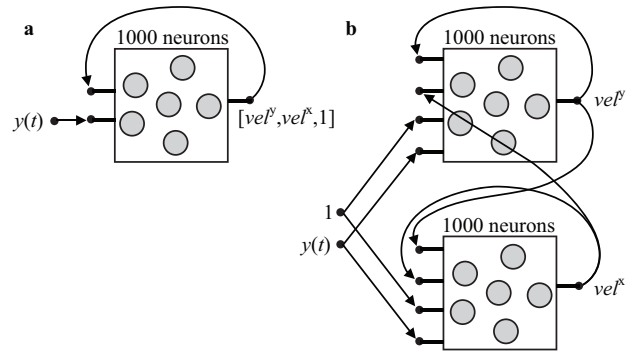 a
1000 neurons
y(t)
[vel^y,vel^x,1]
b
1000 neurons
vel^y
1
y(t)
1000 neurons
vel^x